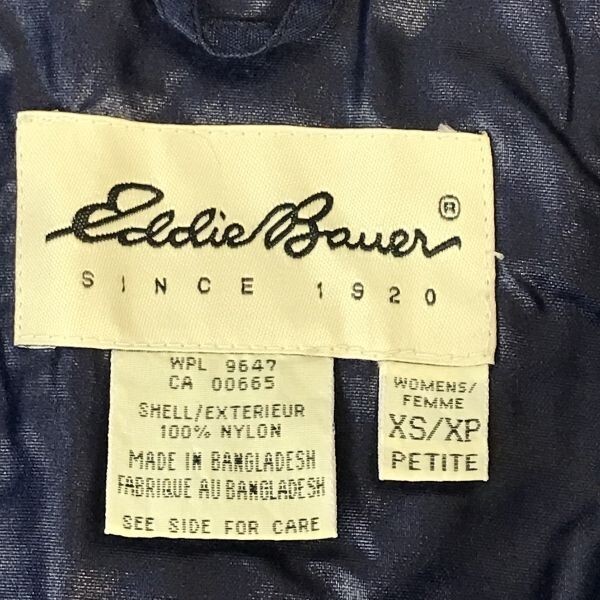 Eddie Bauer®
SINCE 1920
WPL 9647
CA 00665
SHELL/EXTERIEUR
100% NYLON
MADE IN BANGLADESH
FABRIQUE AU BANGLADESH
SEE SIDE FOR CARE
WOMENS/
FEMME
XS/XP
PETITE